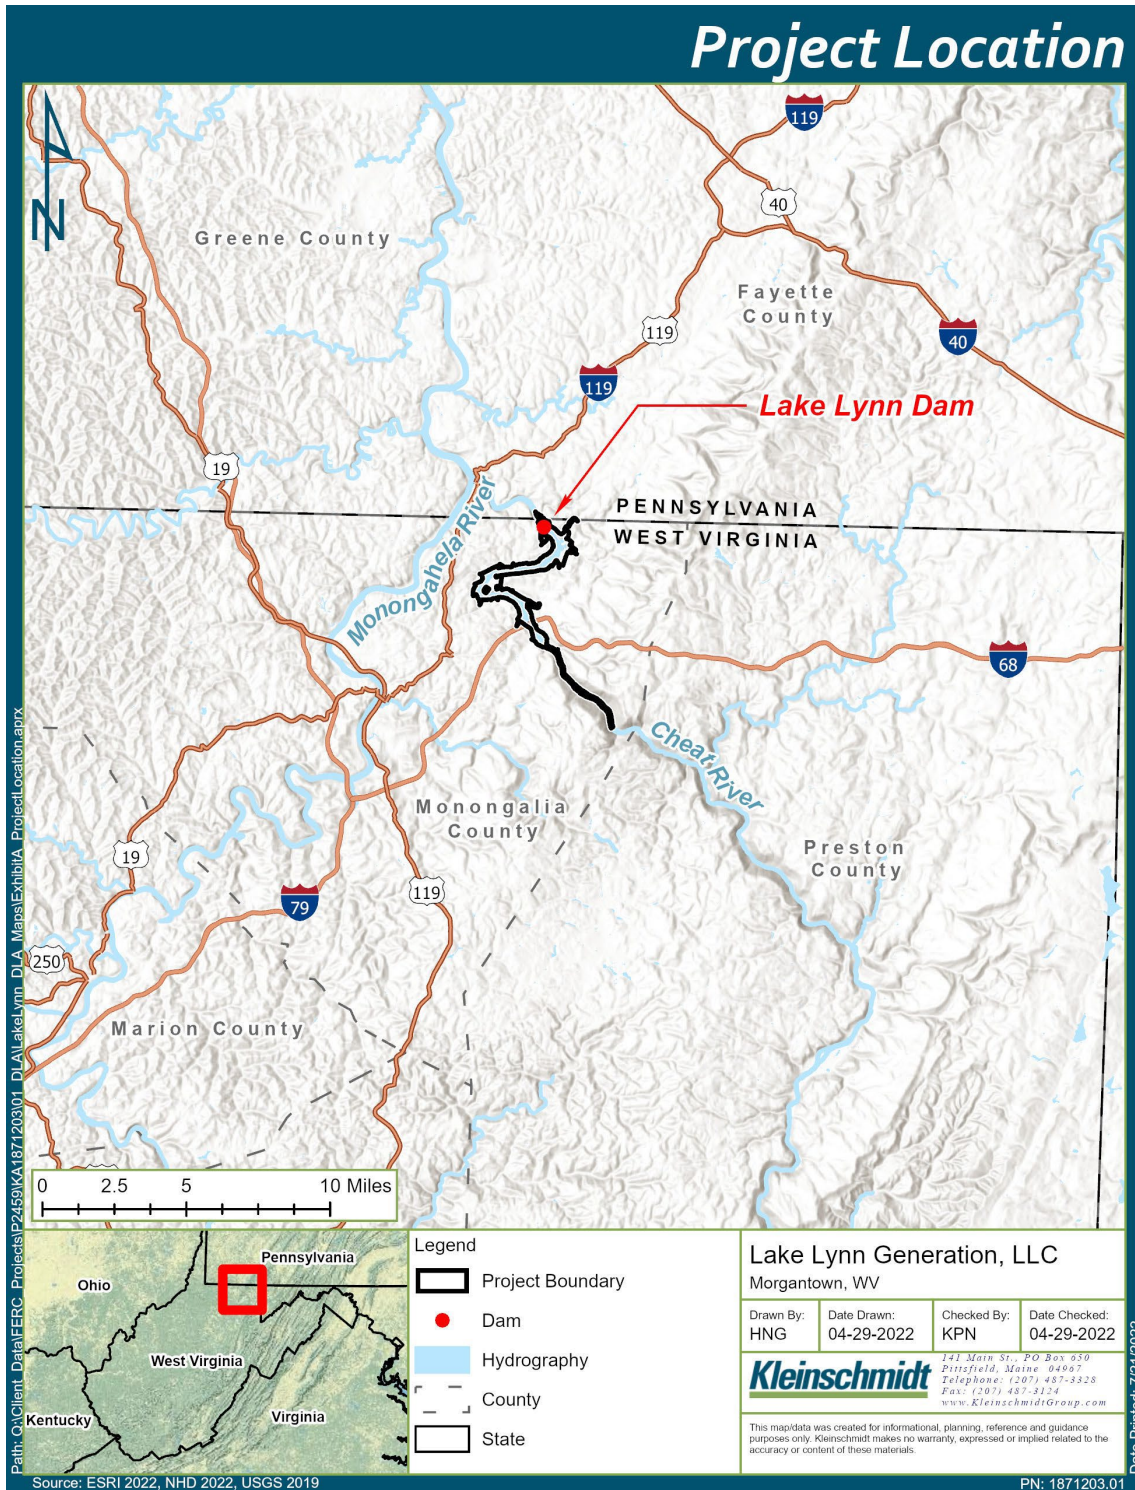 Project Location
N
119
40
Greene County
Fayette
County
119
40
119
Lake Lynn Dam
19
Monongahela River
PENNSYLVANIA
WEST VIRGINIA
68
Cheat River
Monongalia
County
Preston
County
19
119
79
250
Marion County
0 2.5 5 10 Miles
Ohio
Pennsylvania
West Virginia
Kentucky
Virginia
Legend
Project Boundary
Dam
Hydrography
County
State
Lake Lynn Generation, LLC
Morgantown, WV
Drawn By:
HNG
Date Drawn:
04-29-2022
Checked By:
KPN
Date Checked:
04-29-2022
Kleinschmidt
141 Main St., PO Box 650
Pittsfield, Maine 04967
Telephone: (207) 487-3328
Fax: (207) 487-3124
www.KleinschmidtGroup.com
This map/data was created for informational, planning, reference and guidance
purposes only. Kleinschmidt makes no warranty, expressed or implied related to the
accuracy or content of these materials.
Path: Q:\Client_Data\FERC_Projects\P2459\KA1871203\01_DLA\LakeLynn_DLA_Maps\ExhibitA_ProjectLocation.aprx
Date Printed: 7/21/2022
Source: ESRI 2022, NHD 2022, USGS 2019
PN: 1871203.01